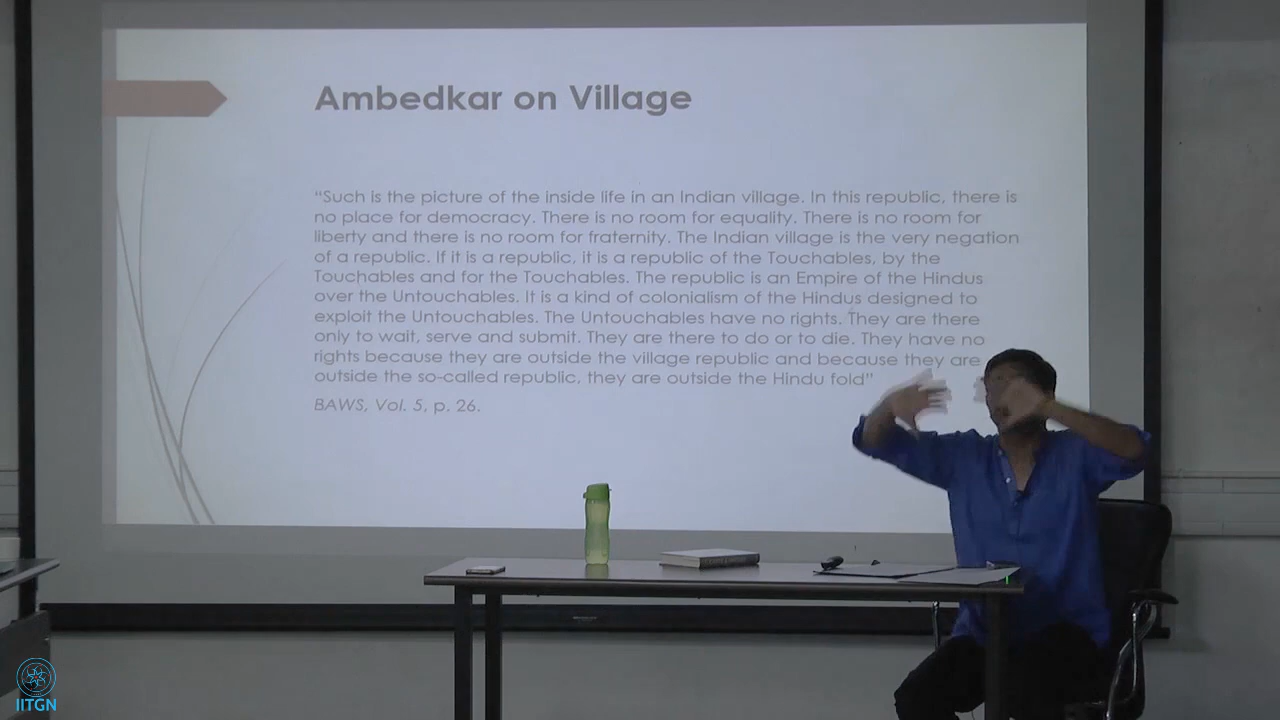 Ambedkar on Village
“Such is the picture of the inside life in an Indian village. In this republic, there is
no place for democracy. There is no room for equality. There is no room for
liberty and there is no room for fraternity. The Indian village is the very negation
of a republic. If it is a republic, it is a republic of the Touchables, by the
Touchables and for the Touchables. The republic is an Empire of the Hindus
over the Untouchables. It is a kind of colonialism of the Hindus designed to
exploit the Untouchables. The Untouchables have no rights. They are there
only to wait, serve and submit. They are there to do or to die. They have no
rights because they are outside the village republic and because they are
outside the so-called republic, they are outside the Hindu fold”
BAWS, Vol. 5, p. 26.
IITGN